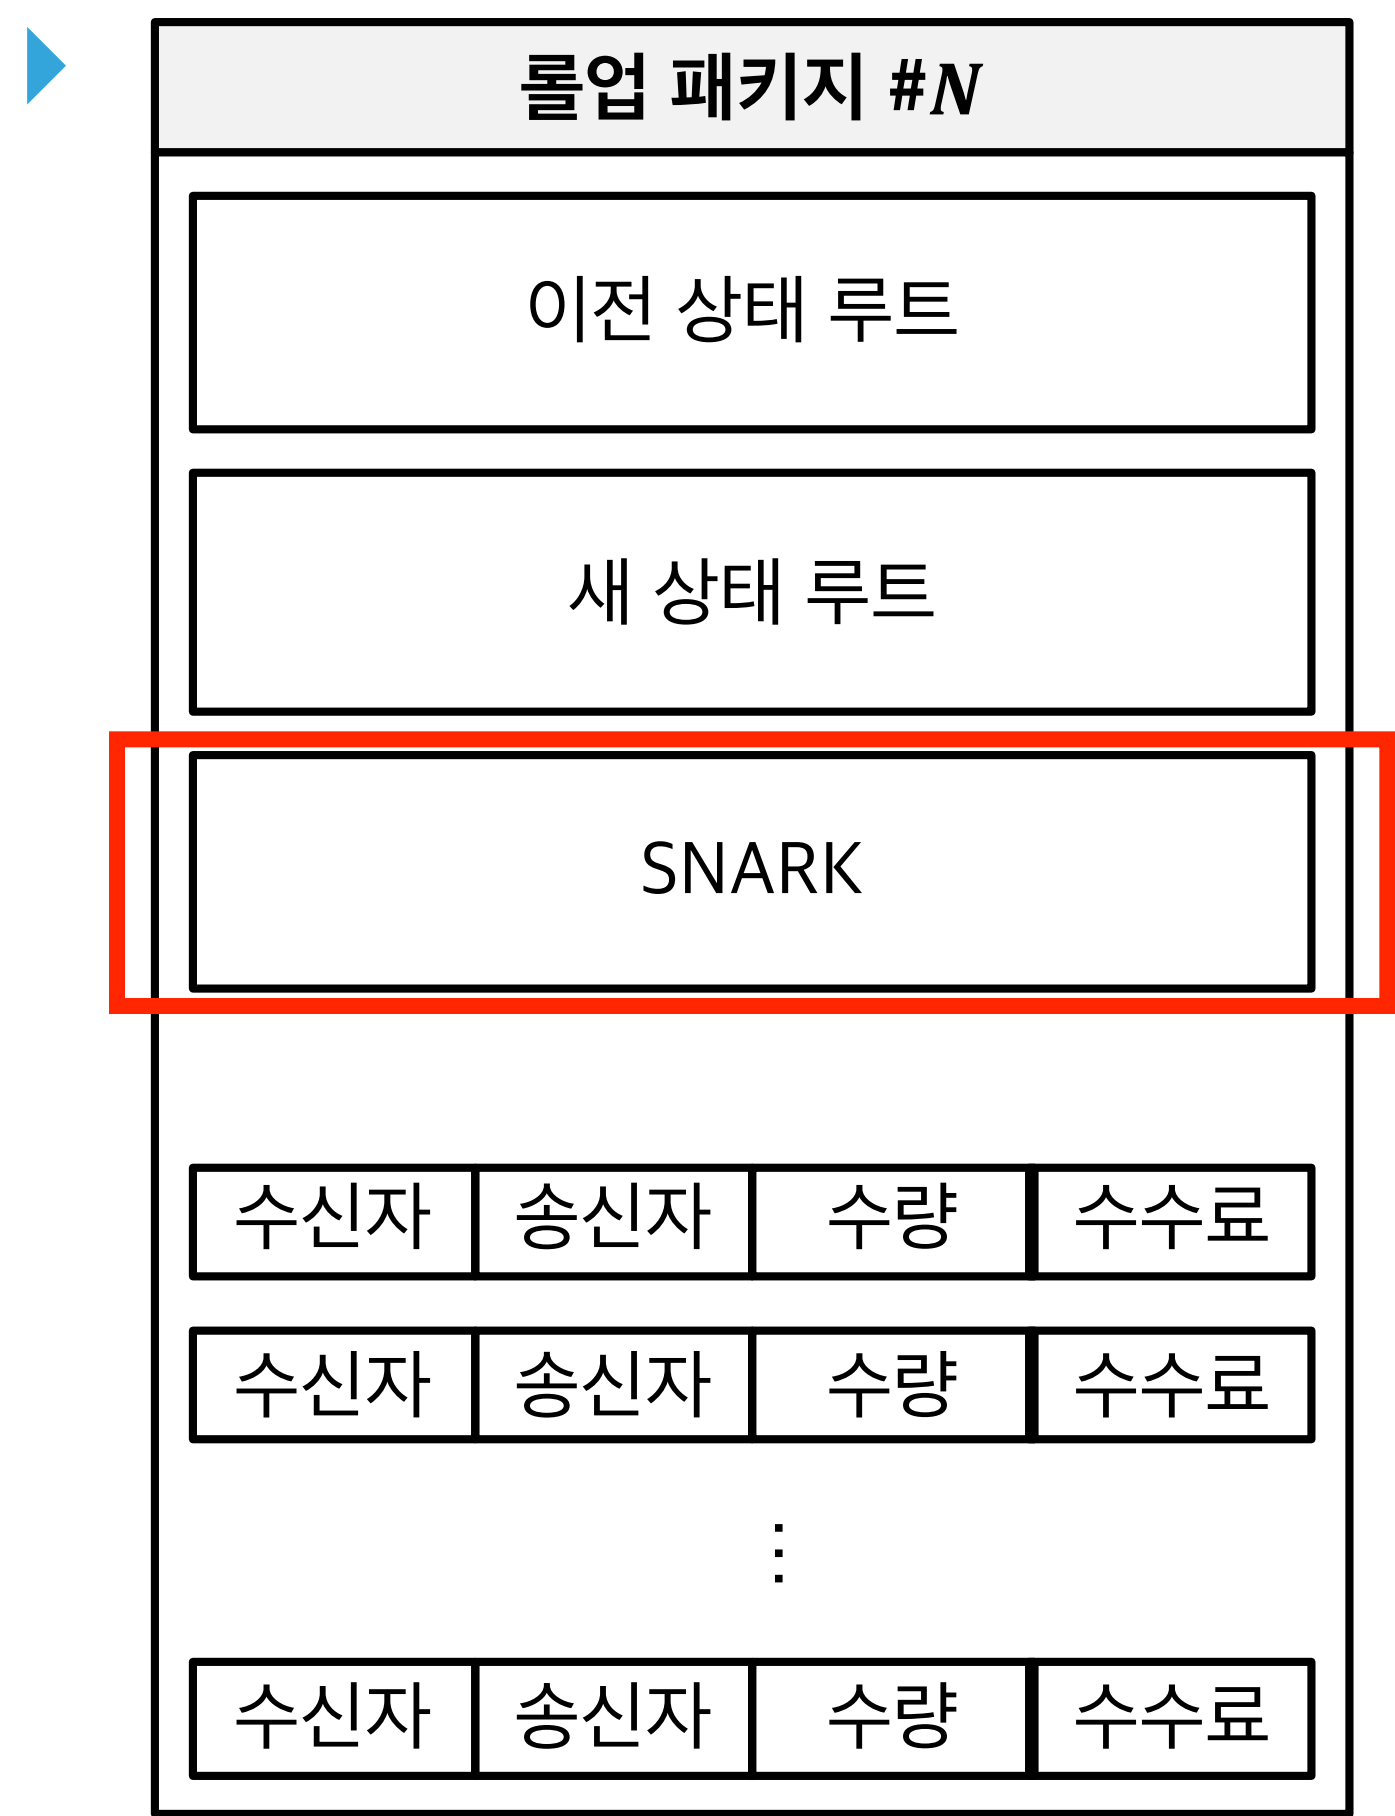 롤업 패키지 #N
이전 상태 루트
새 상태 루트
SNARK
수신자 송신자 수량 수수료
수신자 송신자 수량 수수료
⋮
수신자 송신자 수량 수수료